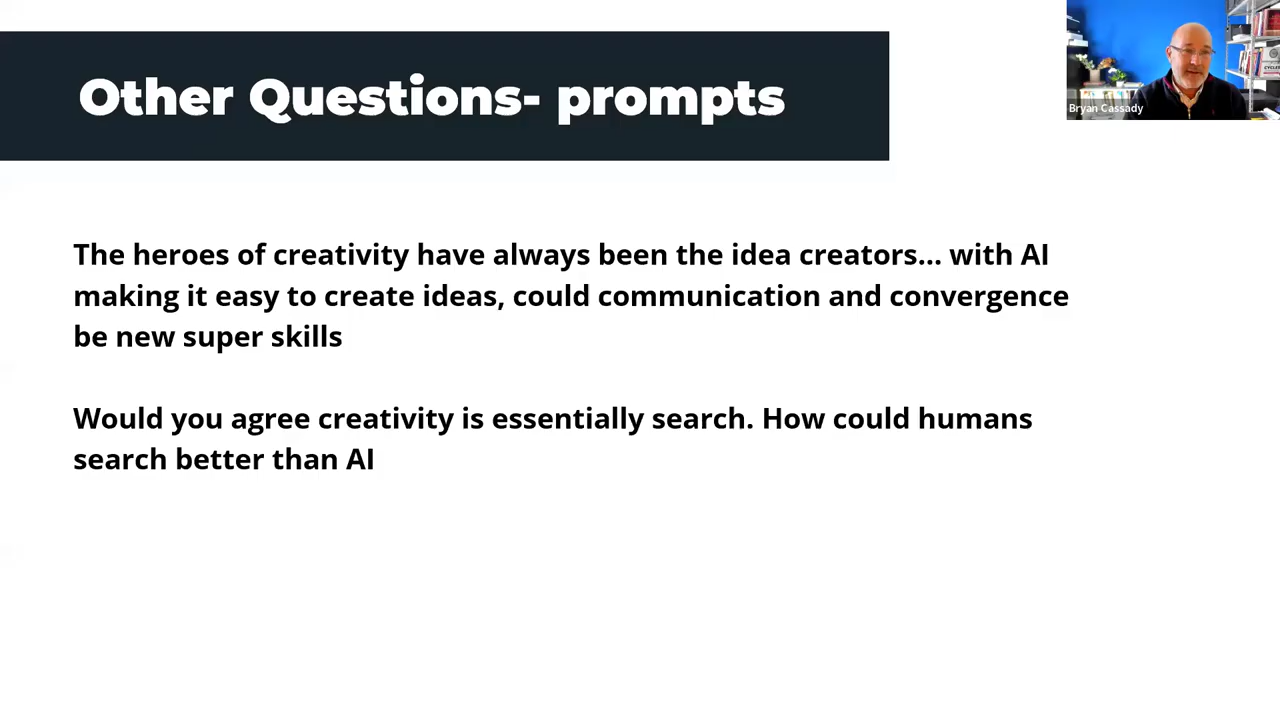 Other Questions- prompts
Bryan Cassady
The heroes of creativity have always been the idea creators... with AI
making it easy to create ideas, could communication and convergence
be new super skills
Would you agree creativity is essentially search. How could humans
search better than AI